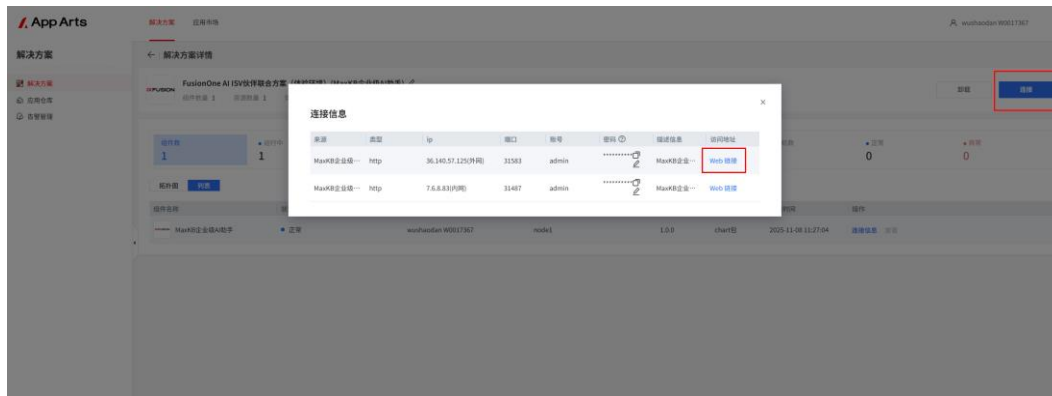 App Arts
解决方案 应用市场
wushaodan W0017367
解决方案
← 解决方案详情
解决方案
应用仓库
告警管理
FUSION
FusionOne AI ISV伙伴联合方案
组件数量 1
卸载 连接
连接信息
×
来源 类型 ip 端口 账号 密码 描述信息 访问地址
MaxKB企业级… http 36.140.57.125(外网) 31583 admin ********** MaxKB企业… Web 链接
MaxKB企业级… http 7.6.8.83(内网) 31487 admin ********** MaxKB企业… Web 链接
组件数
1
1
正常
0
异常
0
拓扑图 列表
组件名称
操作
MaxKB企业级AI助手 正常 wushaodan W0017367 node1 1.0.0 chart包 2025-11-08 11:27:04 连接信息